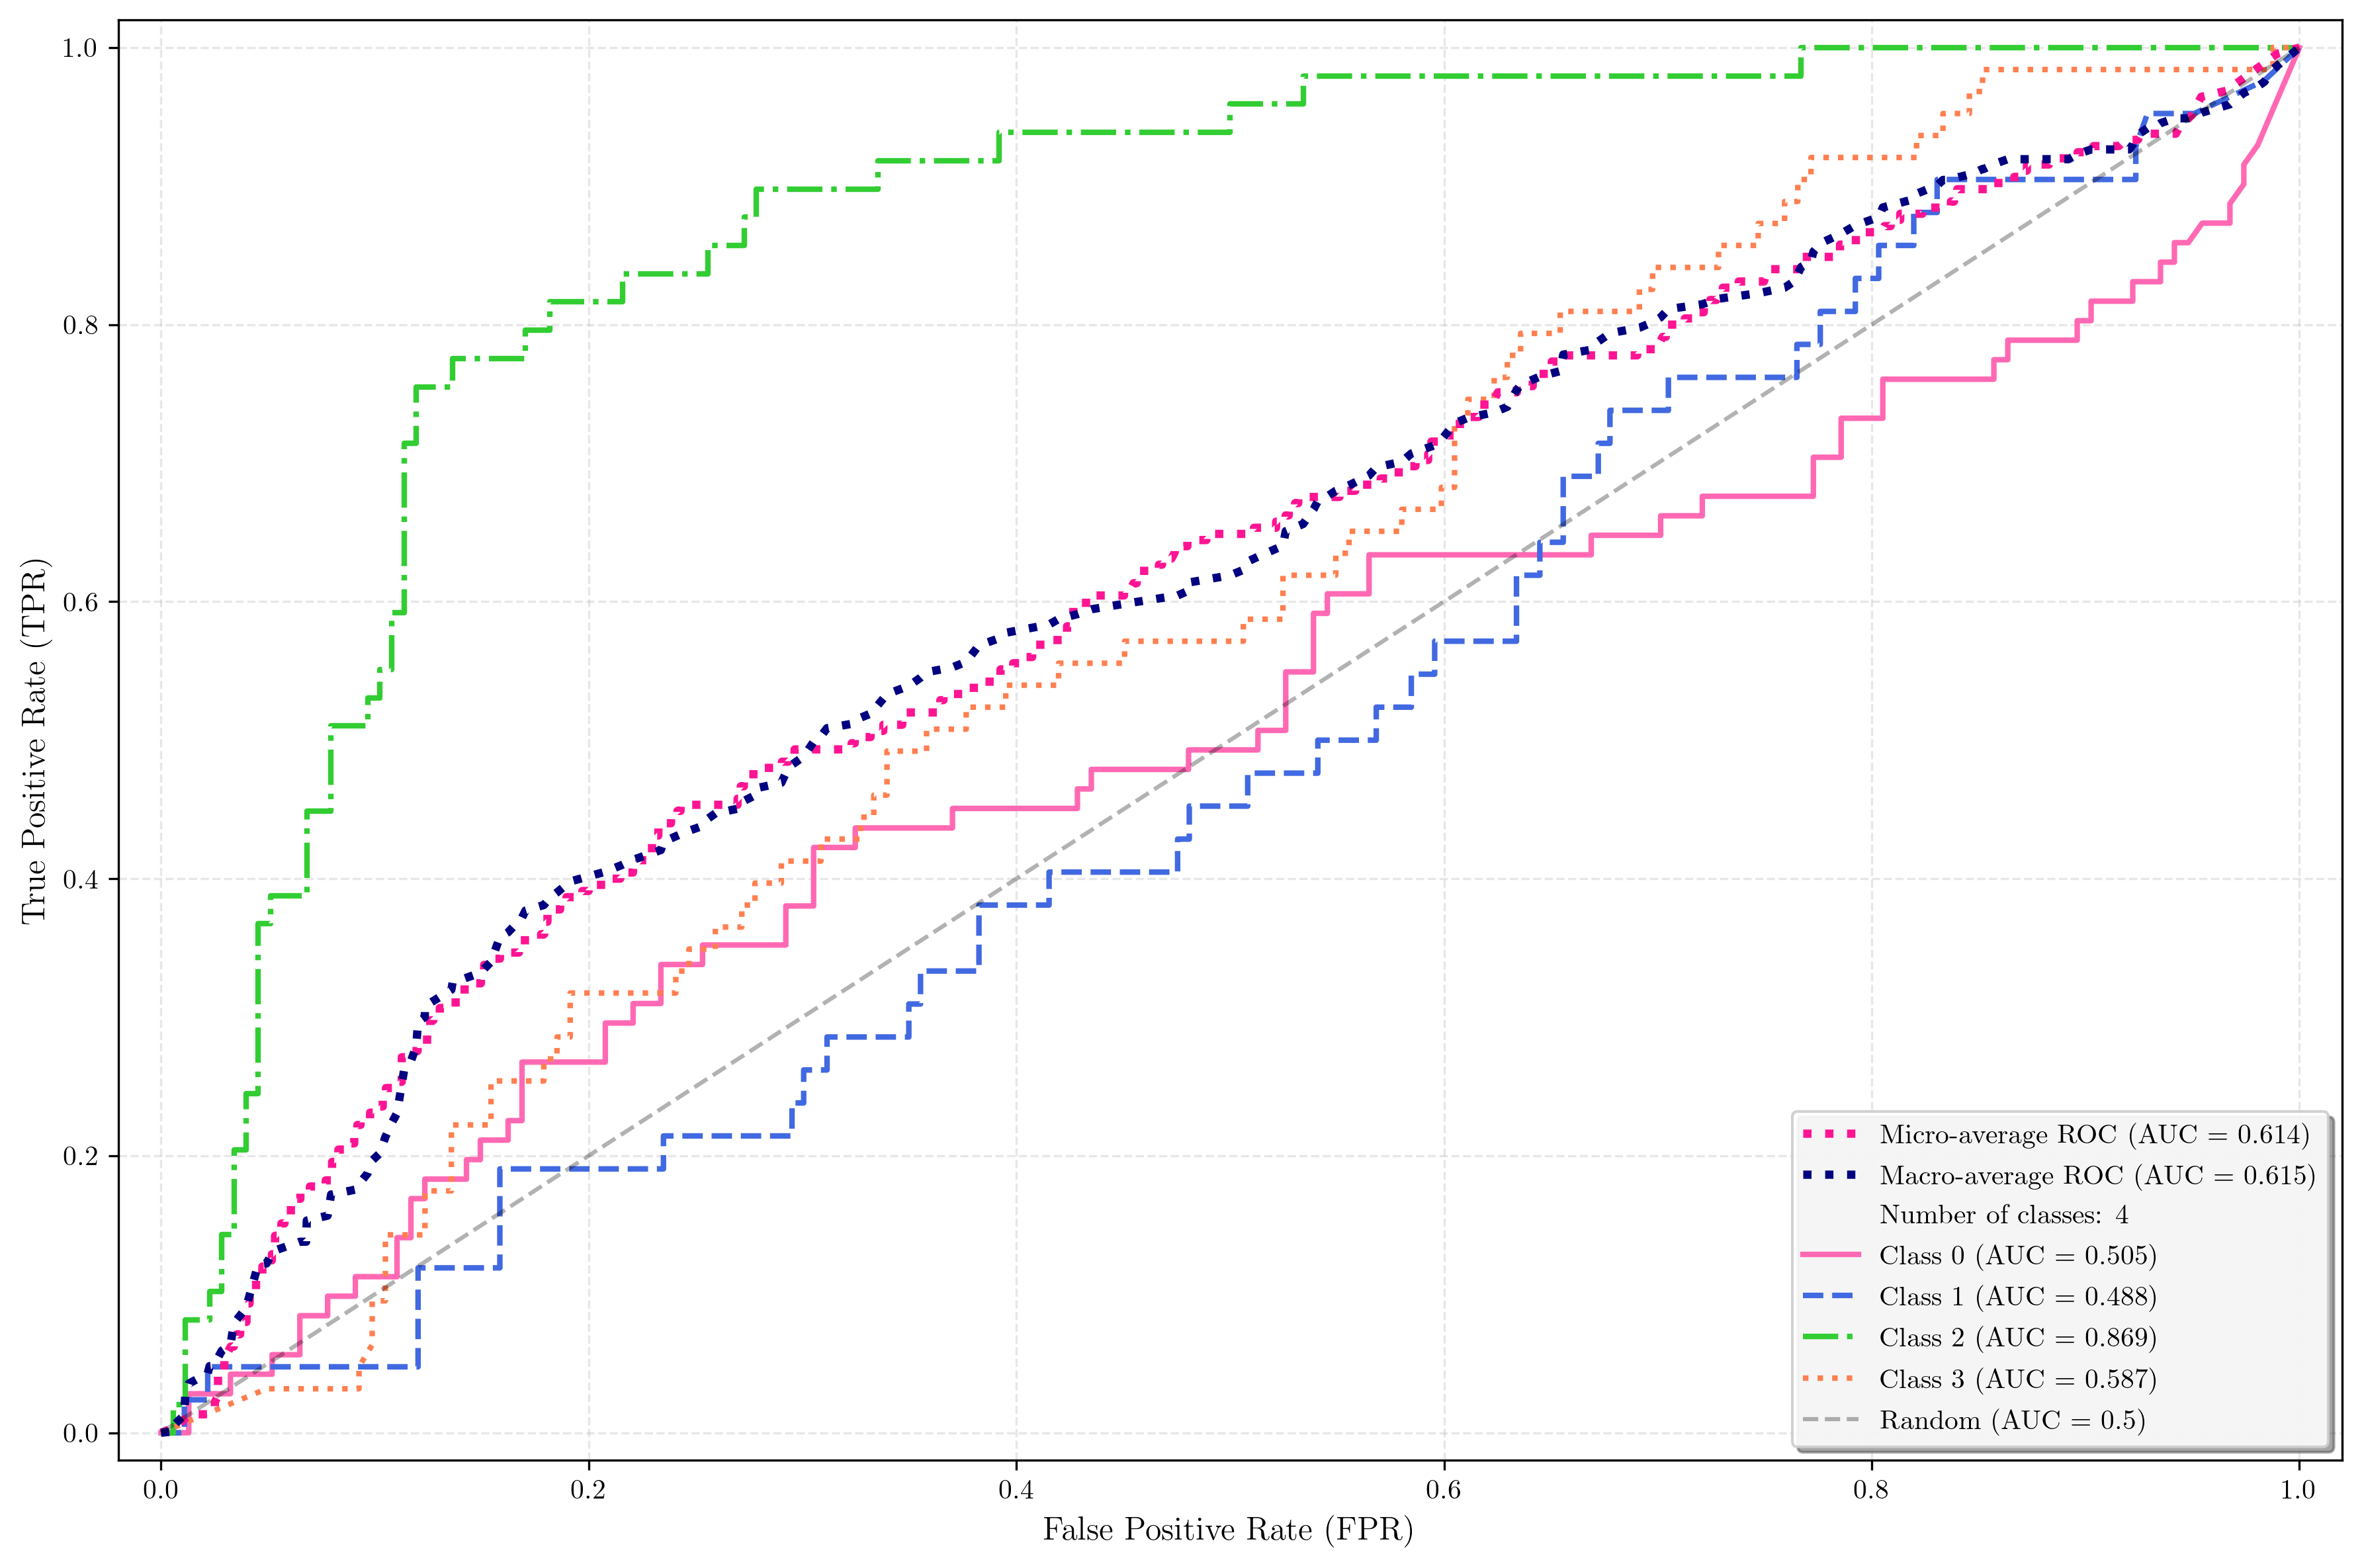 1.0
0.8
0.6
0.4
0.2
0.0
True Positive Rate (TPR)
Micro-average ROC (AUC = 0.614)
Macro-average ROC (AUC = 0.615)
Number of classes: 4
Class 0 (AUC = 0.505)
Class 1 (AUC = 0.488)
Class 2 (AUC = 0.869)
Class 3 (AUC = 0.587)
Random (AUC = 0.5)
0.0 0.2 0.4 0.6 0.8 1.0
False Positive Rate (FPR)